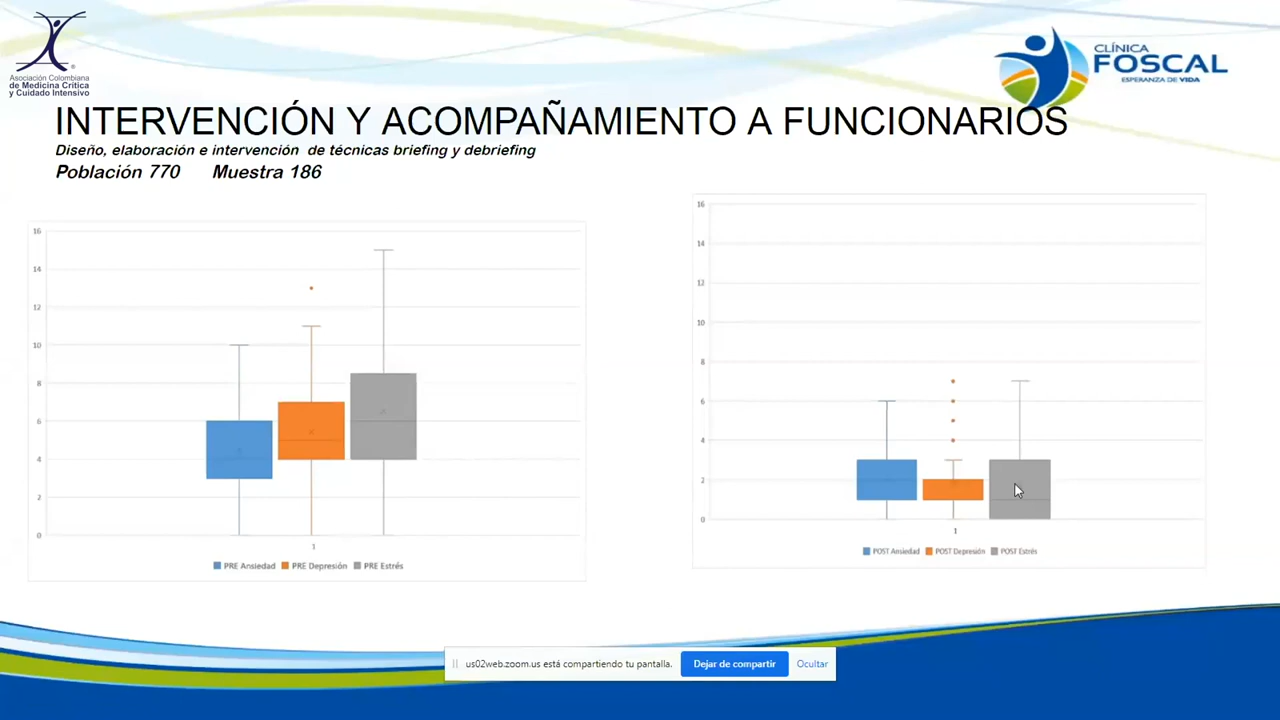 Asociación Colombiana
de Medicina Crítica
y Cuidado Intensivo
CLÍNICA
FOSCAL
ESPERANZA DE VIDA
INTERVENCIÓN Y ACOMPAÑAMIENTO A FUNCIONARIOS
Diseño, elaboración e intervención de técnicas briefing y debriefing
Población 770 Muestra 186
16
14
12
10
8
6
4
2
0
1
PRE Ansiedad PRE Depresión PRE Estrés
16
14
12
10
8
6
4
2
0
1
POST Ansiedad POST Depresión POST Estrés
us02web.zoom.us está compartiendo tu pantalla. Dejar de compartir Ocultar